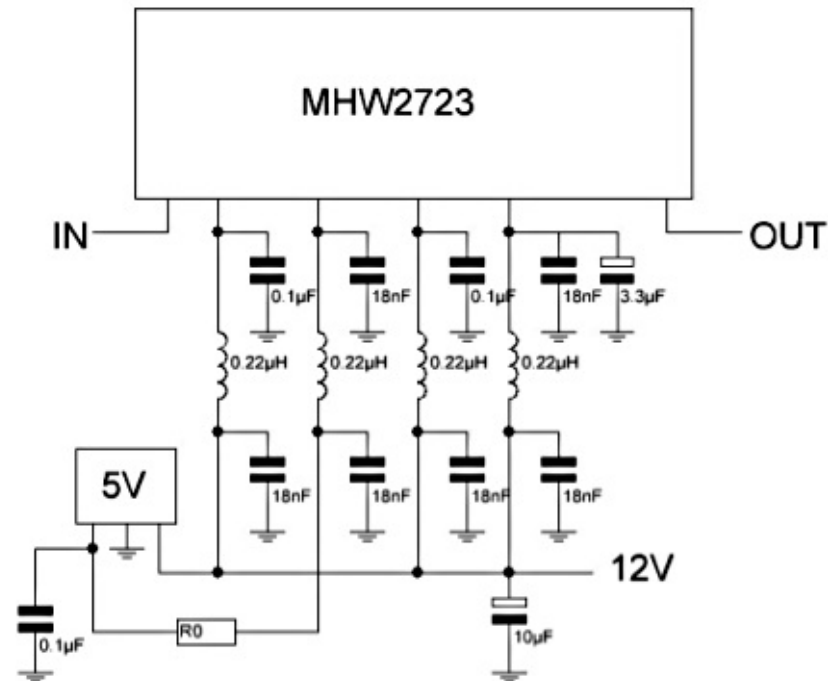 MHW2723
IN
OUT
0.1µF
18nF
0.1µF
18nF
3.3µF
0.22µH
0.22µH
0.22µH
0.22µH
5V
18nF
18nF
18nF
18nF
12V
R0
0.1µF
10µF